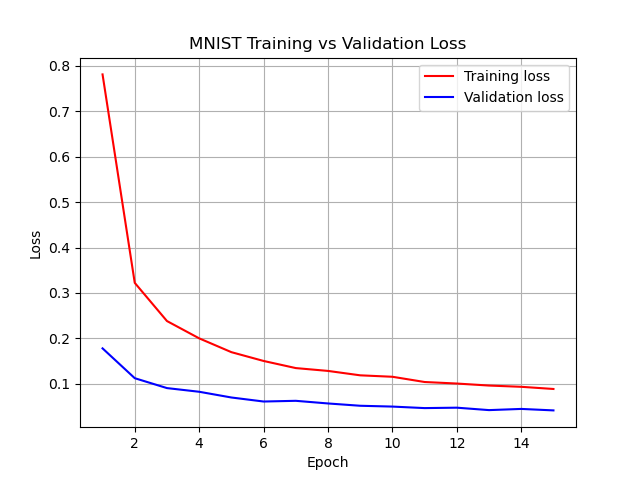 MNIST Training vs Validation Loss
Training loss
Validation loss
0.8
0.7
0.6
0.5
0.4
0.3
0.2
0.1
Loss
2 4 6 8 10 12 14
Epoch